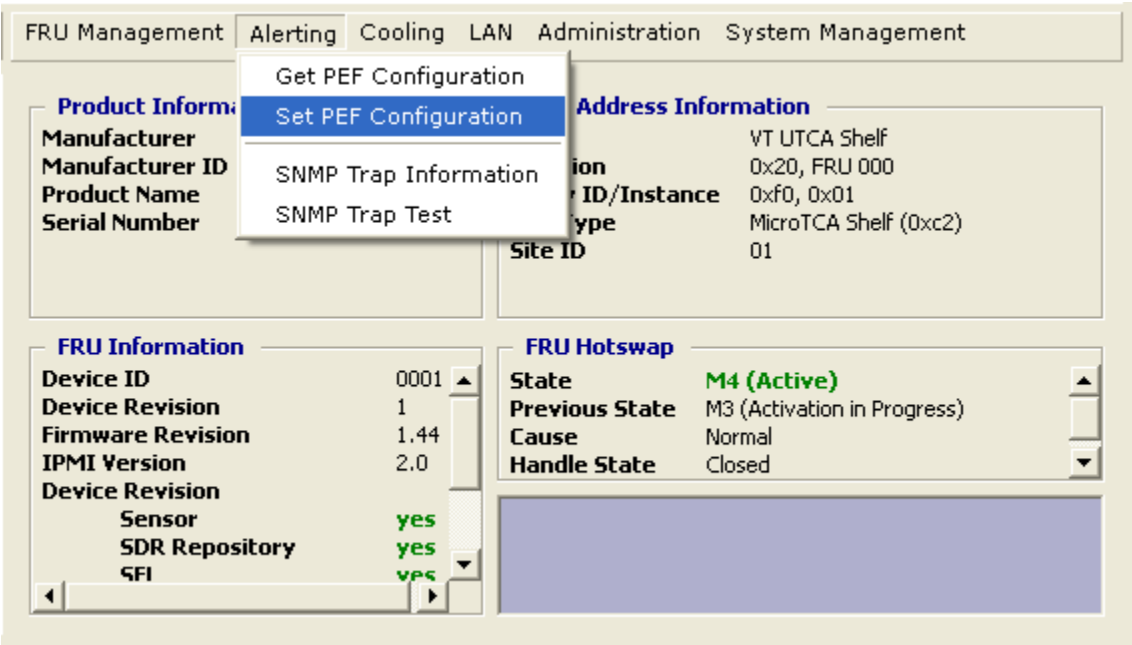 FRU Management Alerting Cooling LAN Administration System Management
Get PEF Configuration
Set PEF Configuration
SNMP Trap Information
SNMP Trap Test
Product Informa
Manufacturer
Manufacturer ID
Product Name
Serial Number
Address Information
VT UTCA Shelf
ion 0x20, FRU 000
ID/Instance 0xf0, 0x01
ype MicroTCA Shelf (0xc2)
Site ID 01
FRU Information
Device ID 0001
Device Revision 1
Firmware Revision 1.44
IPMI Version 2.0
Device Revision
Sensor yes
SDR Repository yes
SEL yes
FRU Hotswap
State M4 (Active)
Previous State M3 (Activation in Progress)
Cause Normal
Handle State Closed